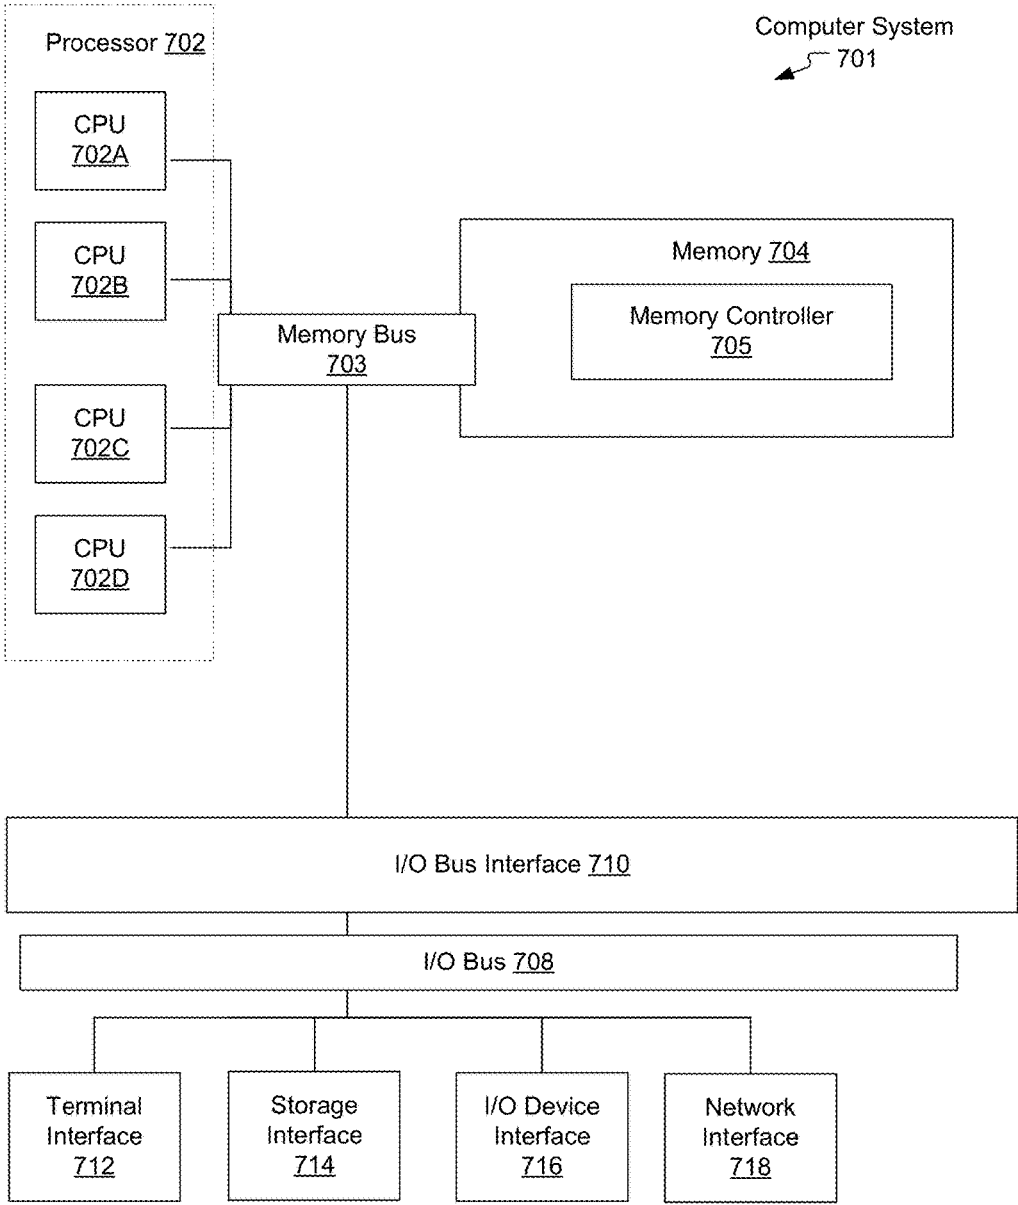 Processor 702
Computer System
701
CPU
702A
CPU
702B
Memory 704
Memory Controller
705
Memory Bus
703
CPU
702C
CPU
702D
I/O Bus Interface 710
I/O Bus 708
Terminal
Interface
712
Storage
Interface
714
I/O Device
Interface
716
Network
Interface
718